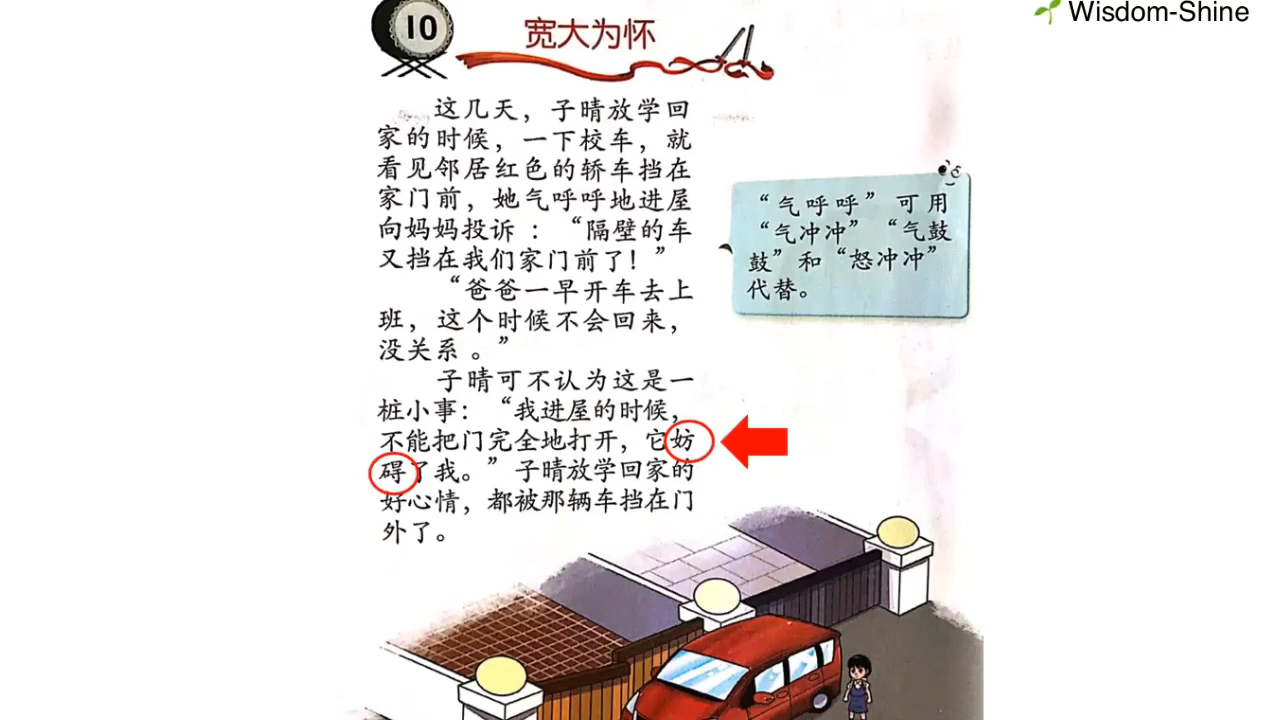 Wisdom-Shine
10
宽大为怀
这几天，子晴放学回
家的时候，一下校车，就
看见邻居红色的轿车挡在
家门前，她气呼呼地进屋
向妈妈投诉：“隔壁的车
又挡在我们家门前了！”
“爸爸一早开车去上
班，这个时候不会回来，
没关系。”
子晴可不认为这是一
桩小事：“我进屋的时候，
不能把门完全地打开，它妨
碍了我。”子晴放学回家的
好心情，都被那辆车挡在门
外了。
“气呼呼”可用
“气冲冲”“气鼓
鼓”和“怒冲冲”
代替。